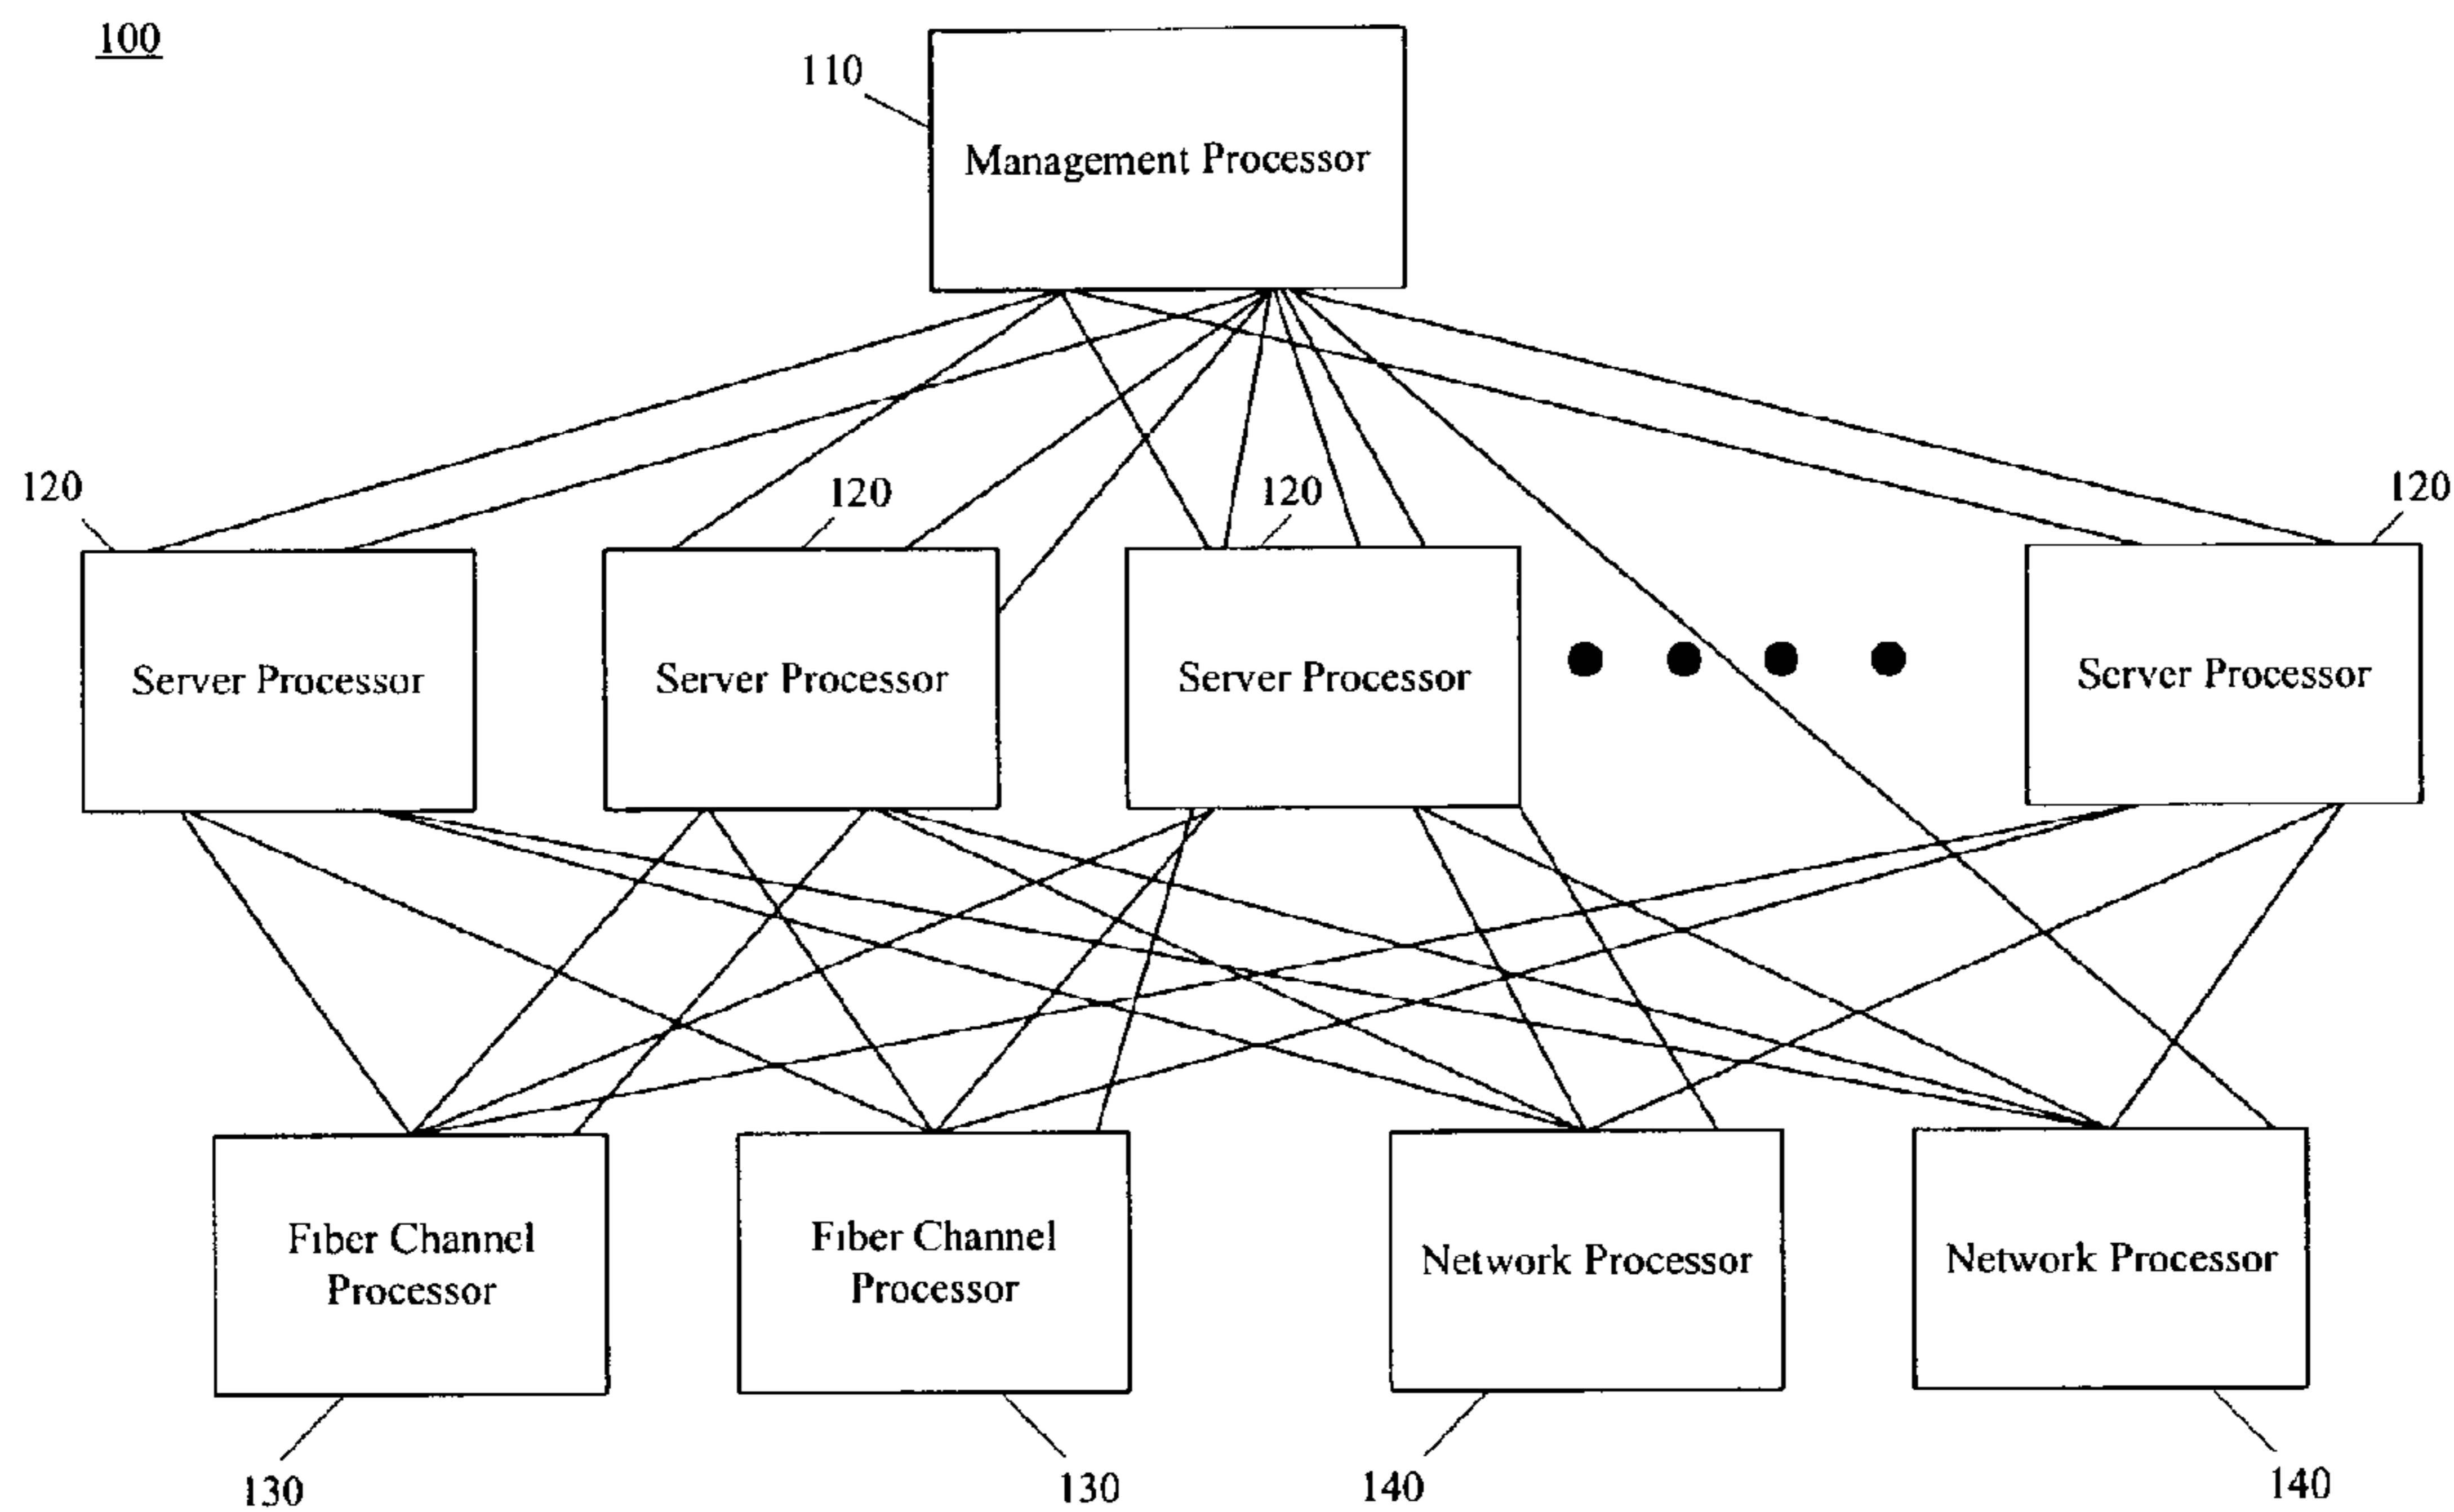 100
110
Management Processor
120
120
120
120
Server Processor
Server Processor
Server Processor
Server Processor
Fiber Channel
Processor
Fiber Channel
Processor
Network Processor
Network Processor
130
130
140
140